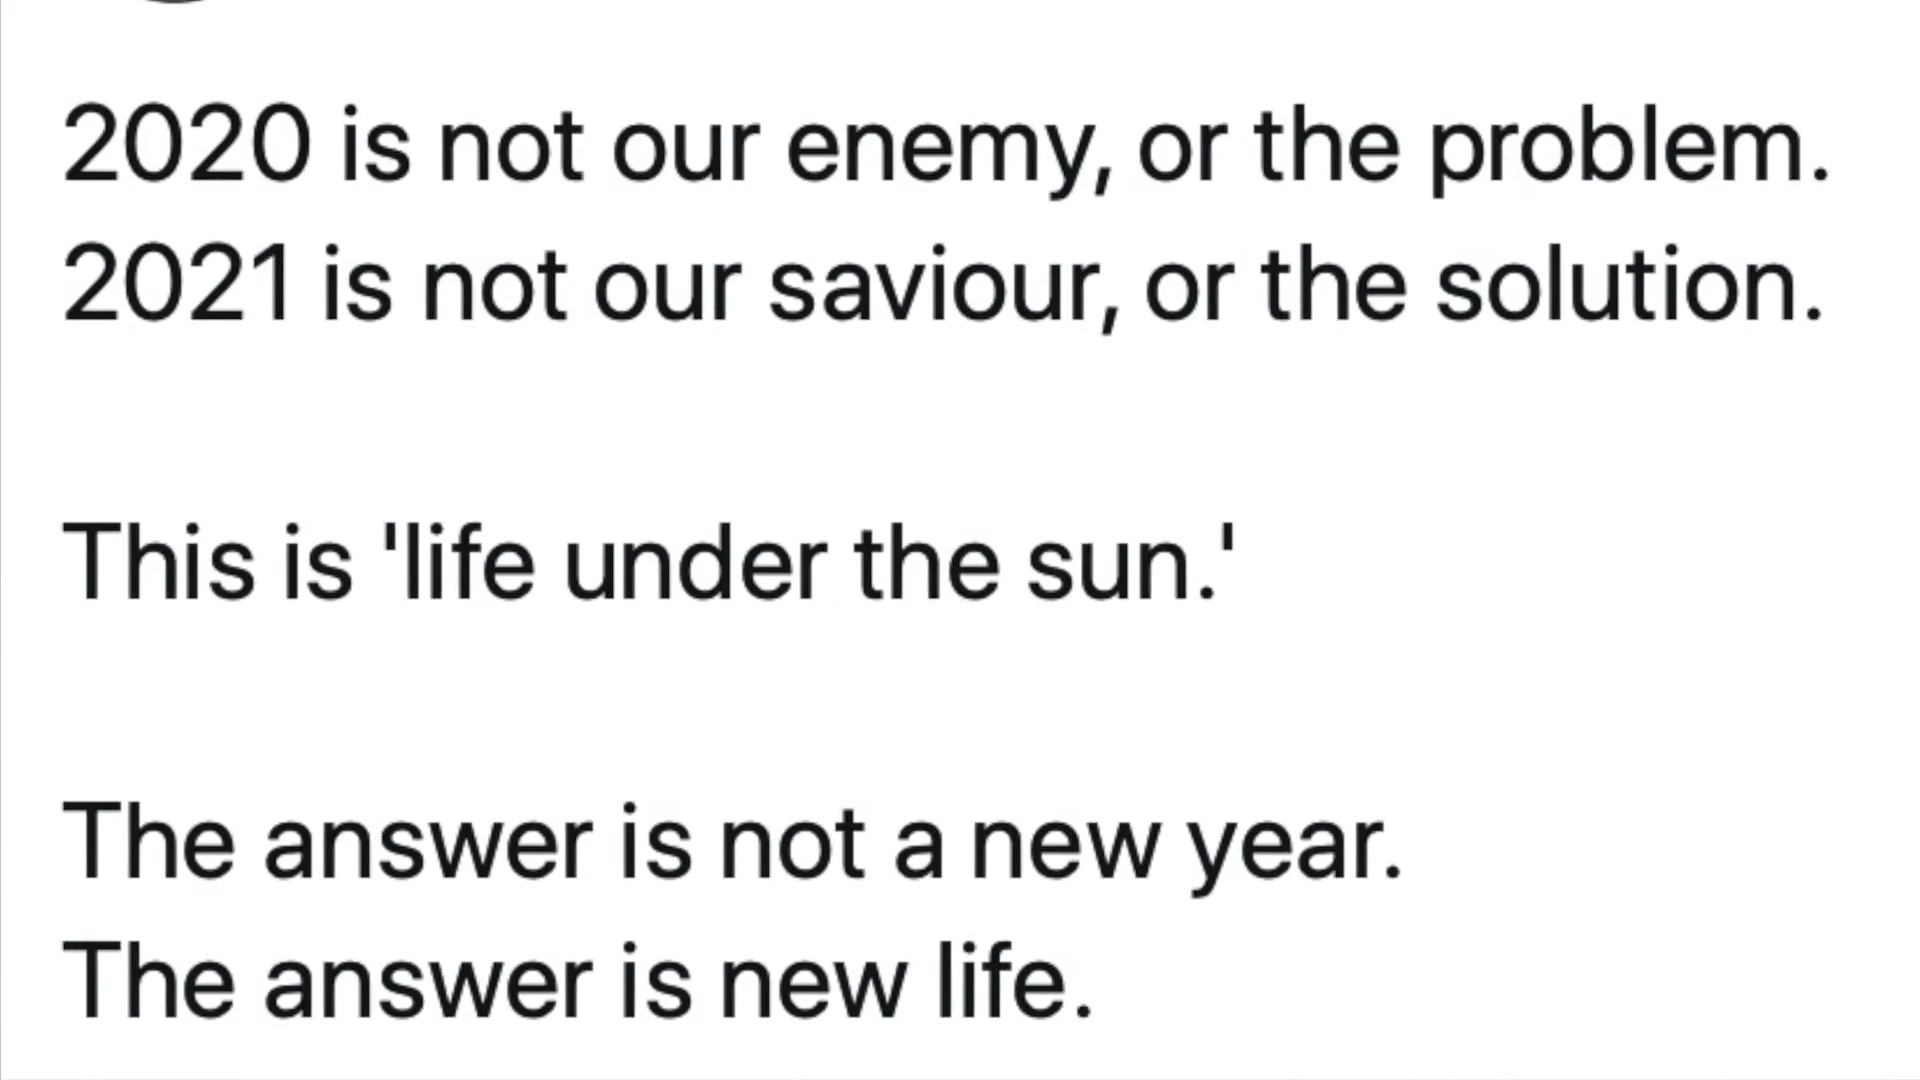 2020 is not our enemy, or the problem.
2021 is not our saviour, or the solution.
This is 'life under the sun.'
The answer is not a new year.
The answer is new life.